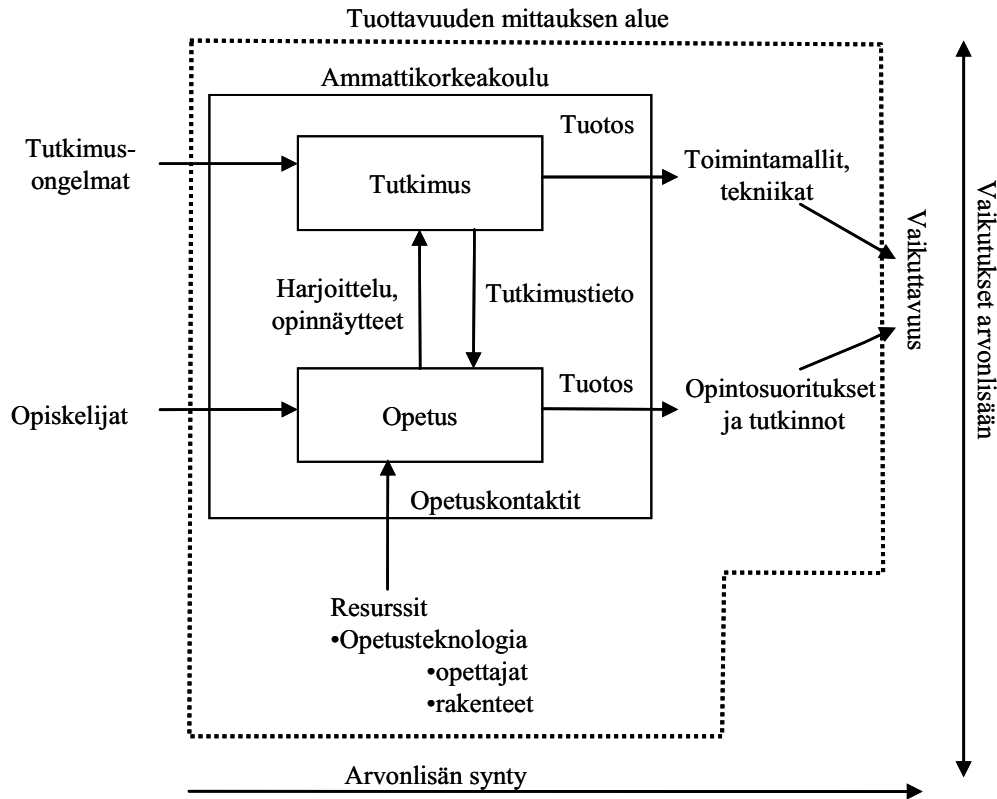 Tuottavuuden mittauksen alue
Ammattikorkeakoulu
Tuotos
Tutkimus-
ongelmat
Tutkimus
Toimintamallit,
tekniikat
Vaikuttavuus
Vaikutukset arvonlisään
Harjoittelu,
opinnäytteet
Tutkimustieto
Tuotos
Opiskelijat
Opetus
Opintosuoritukset
ja tutkinnot
Opetuskontaktit
Resurssit
•Opetusteknologia
•opettajat
•rakenteet
Arvonlisän synty